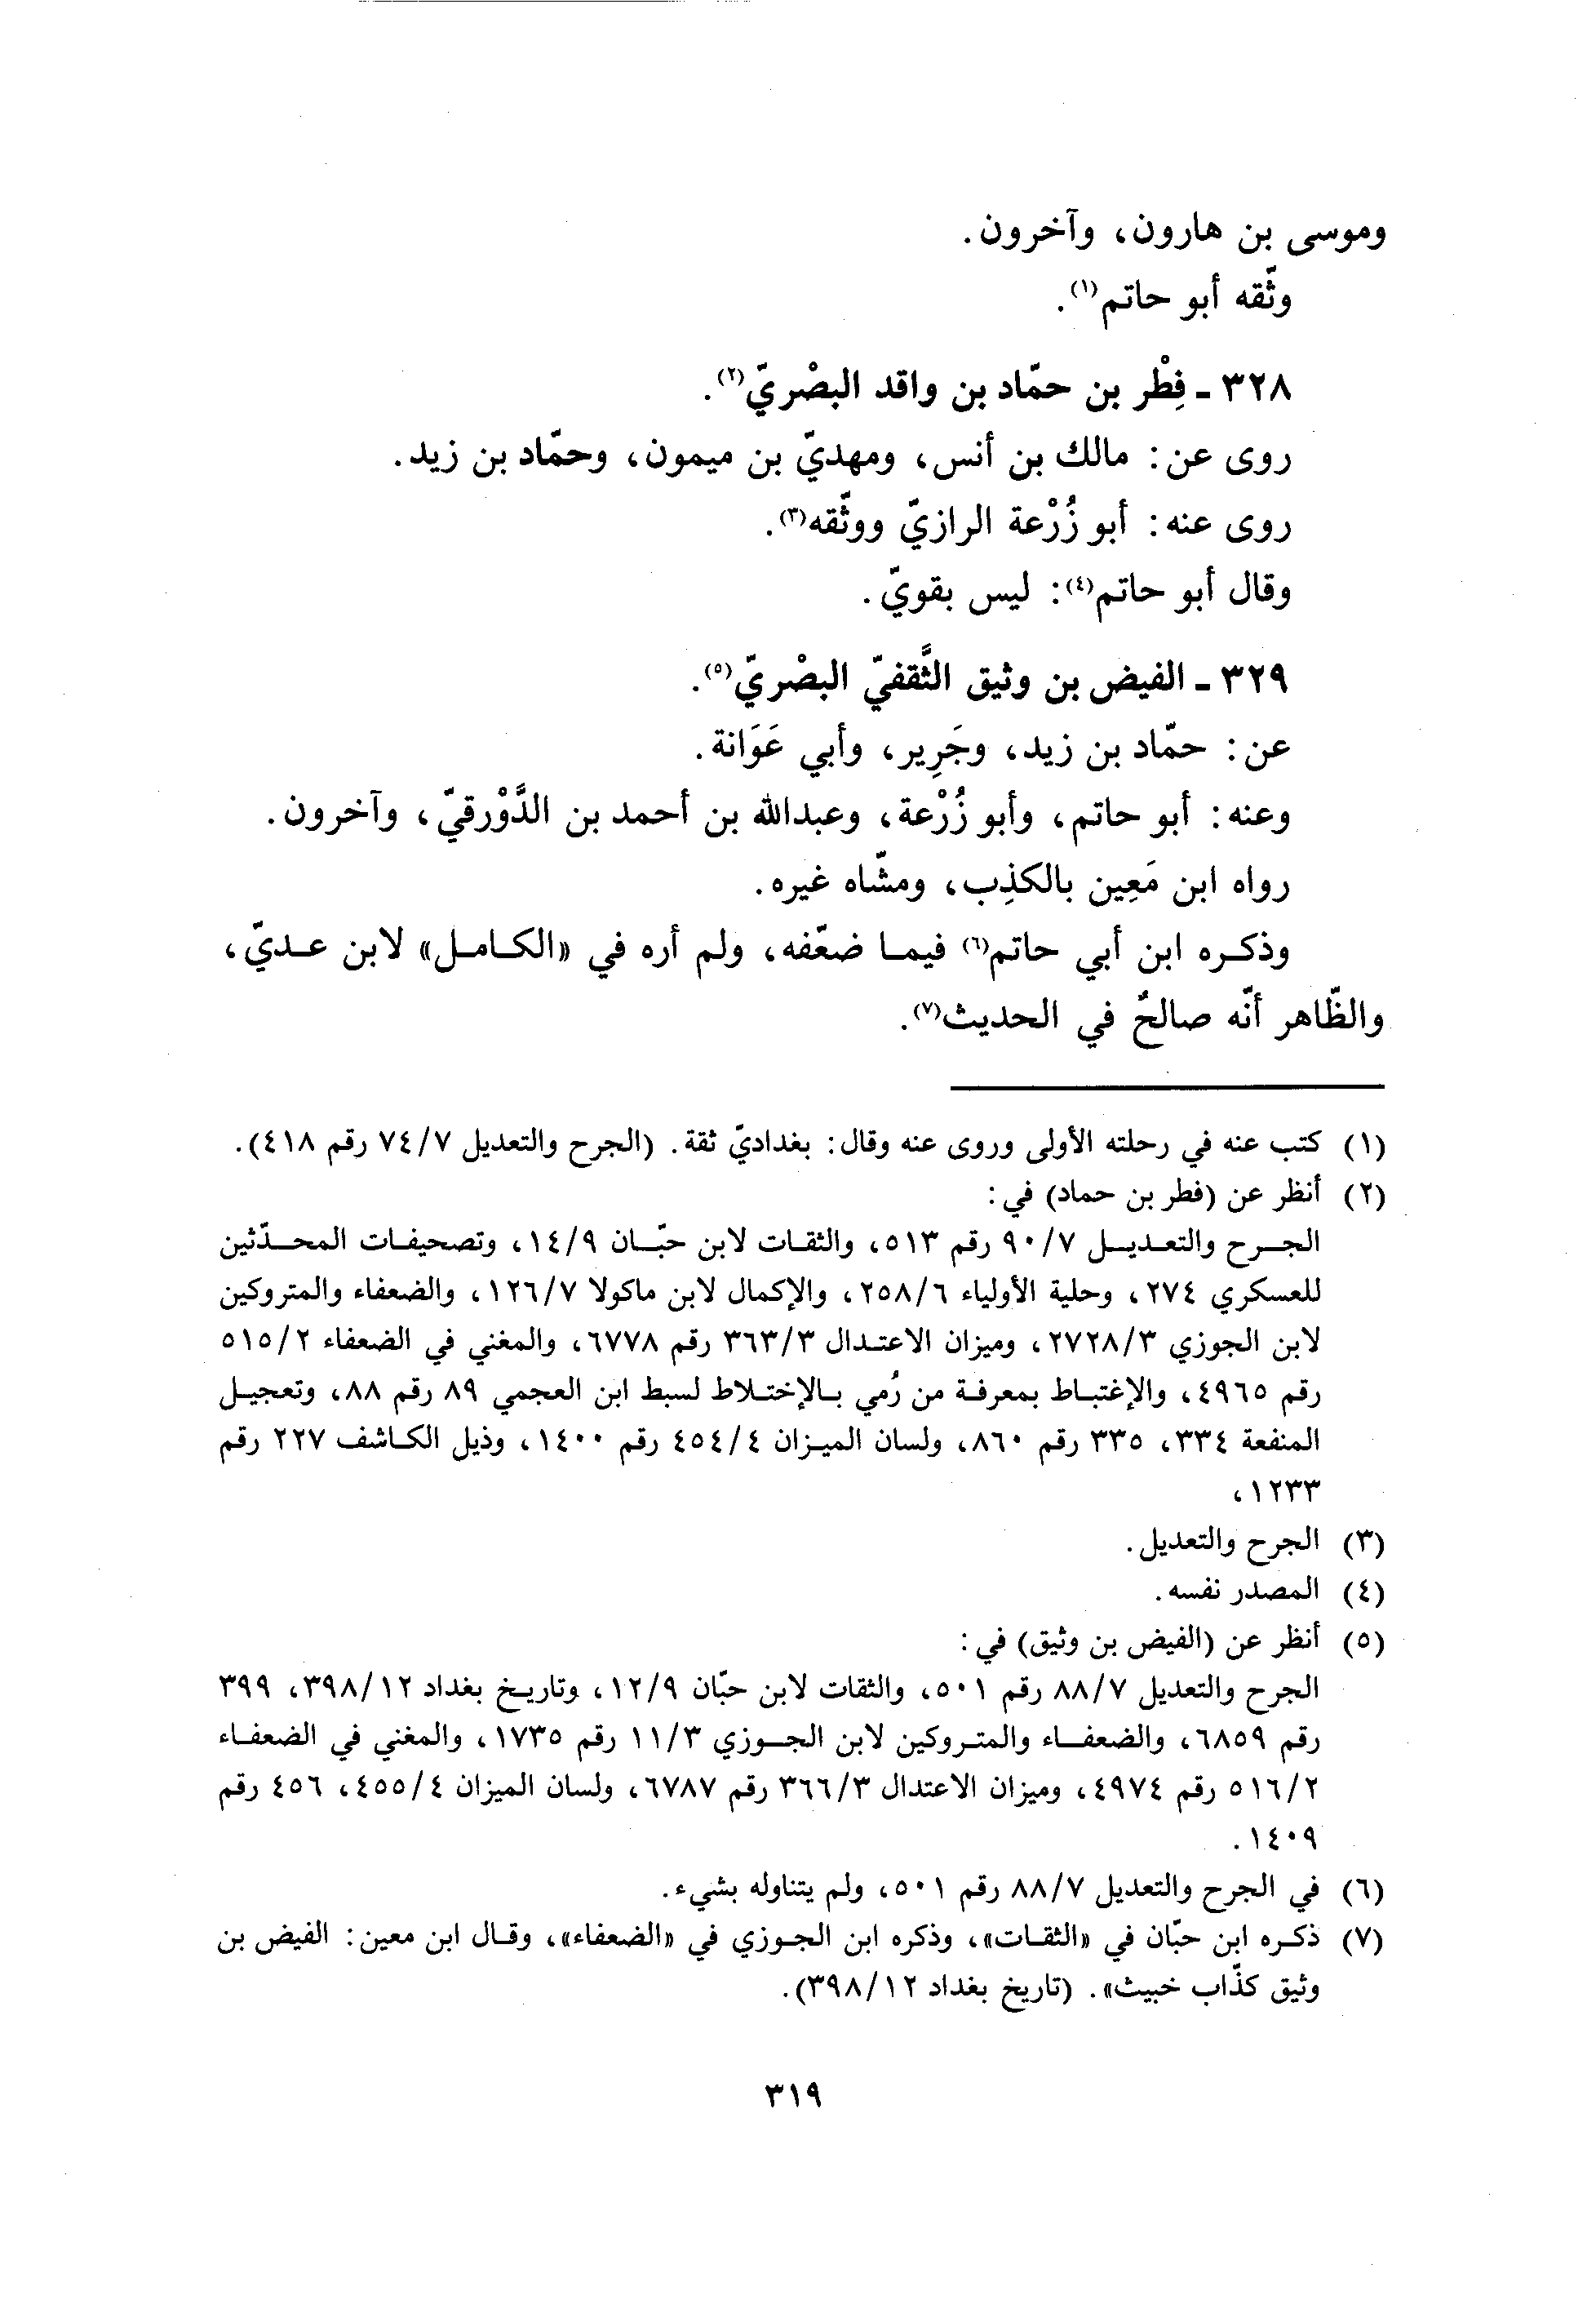 وموسى بن هارون، وآخرون.
وثّقه أبو حاتم(١).
٣٢٨ - فِطْر بن حمّاد بن واقد البصْريّ(٢).
روى عن: مالك بن أنس، ومهديّ بن ميمون، وحمّاد بن زيد.
روى عنه: أبو زُرْعة الرازيّ ووثّقه(٣).
وقال أبو حاتم(٤): ليس بقويّ.
٣٢٩ - الفيض بن وثيق الثَّقفيّ البصْريّ(٥).
عن: حمّاد بن زيد، وجَرِير، وأبي عَوَانة.
وعنه: أبو حاتم، وأبو زُرْعة، وعبدالله بن أحمد بن الدَّوْرقيّ، وآخرون.
رواه ابن مَعِين بالكذِب، ومشّاه غيره.
وذكره ابن أبي حاتم(٦) فيما ضعّفه، ولم أره في «الكامل» لابن عديّ،
والظّاهر أنّه صالحٌ في الحديث(٧).
(١) كتب عنه في رحلته الأولى وروى عنه وقال: بغداديّ ثقة. (الجرح والتعديل ٧/٧٤ رقم ٤١٨).
(٢) أنظر عن (فطر بن حماد) في:
الجرح والتعديل ٧/٩٠ رقم ٥١٣، والثقات لابن حبّان ٩/١٤، وتصحيفات المحدّثين
للعسكري ٢٧٤، وحلية الأولياء ٦/٢٥٨، والإكمال لابن ماكولا ٧/١٢٦، والضعفاء والمتروكين
لابن الجوزي ٣/٢٧٢٨، وميزان الاعتدال ٣/٣٦٣ رقم ٦٧٧٨، والمغني في الضعفاء ٢/٥١٥
رقم ٤٩٦٥، والإغتباط بمعرفة من رُمي بالإختلاط لسبط ابن العجمي ٨٩ رقم ٨٨، وتعجيل
المنفعة ٣٣٤، ٣٣٥ رقم ٨٦٠، ولسان الميزان ٤/٤٥٤ رقم ١٤٠٠، وذيل الكاشف ٢٢٧ رقم
١٢٣٣،
(٣) الجرح والتعديل.
(٤) المصدر نفسه.
(٥) أنظر عن (الفيض بن وثيق) في:
الجرح والتعديل ٧/٨٨ رقم ٥٠١، والثقات لابن حبّان ٩/١٢، وتاريخ بغداد ١٢/٣٩٨، ٣٩٩
رقم ٦٨٥٩، والضعفاء والمتروكين لابن الجوزي ٣/١١ رقم ١٧٣٥، والمغني في الضعفاء
٢/٥١٦ رقم ٤٩٧٤، وميزان الاعتدال ٣/٣٦٦ رقم ٦٧٨٧، ولسان الميزان ٤/٤٥٥، ٤٥٦ رقم
١٤٠٩.
(٦) في الجرح والتعديل ٧/٨٨ رقم ٥٠١، ولم يتناوله بشيء.
(٧) ذكره ابن حبّان في «الثقات»، وذكره ابن الجوزي في «الضعفاء»، وقال ابن معين: الفيض بن
وثيق كذّاب خبيث». (تاريخ بغداد ١٢/٣٩٨).
٣١٩